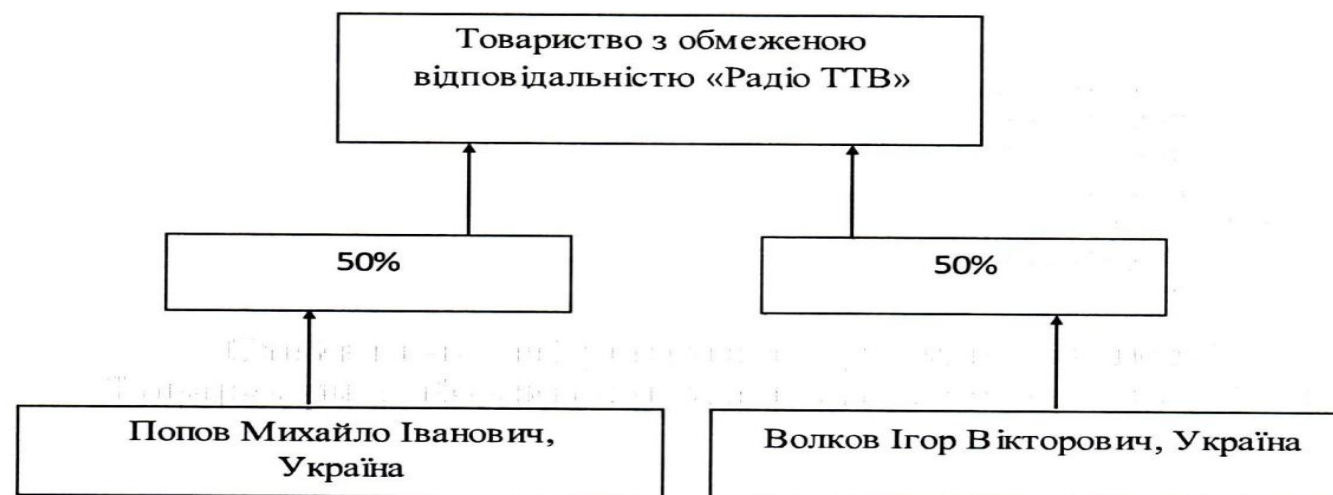 Товариство з обмеженою
відповідальністю «Радіо ТТВ»
50%
50%
Попов Михайло Іванович,
Україна
Волков Ігор Вікторович, Україна